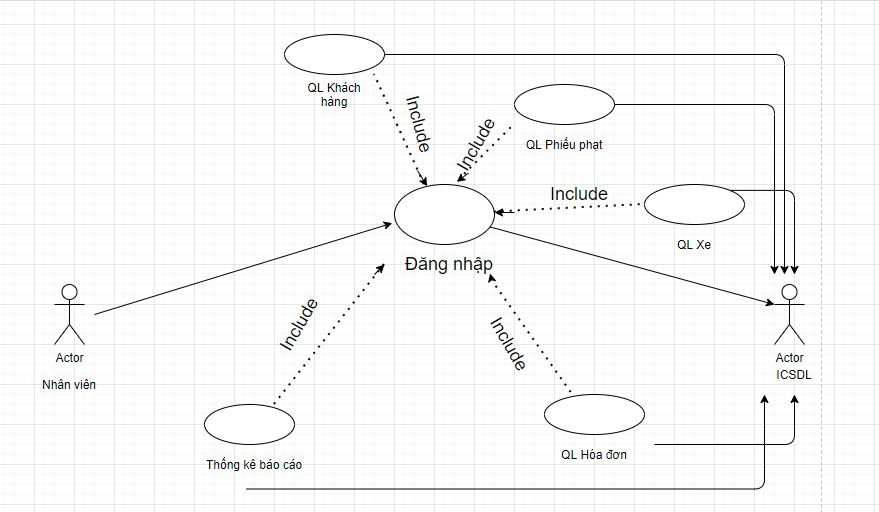 QL Khách
hàng
Include
QL Phiếu phạt
Include
Include
QL Xe
Đăng nhập
Actor
Nhân viên
Include
Include
Actor
ICSDL
Thống kê báo cáo
QL Hóa đơn